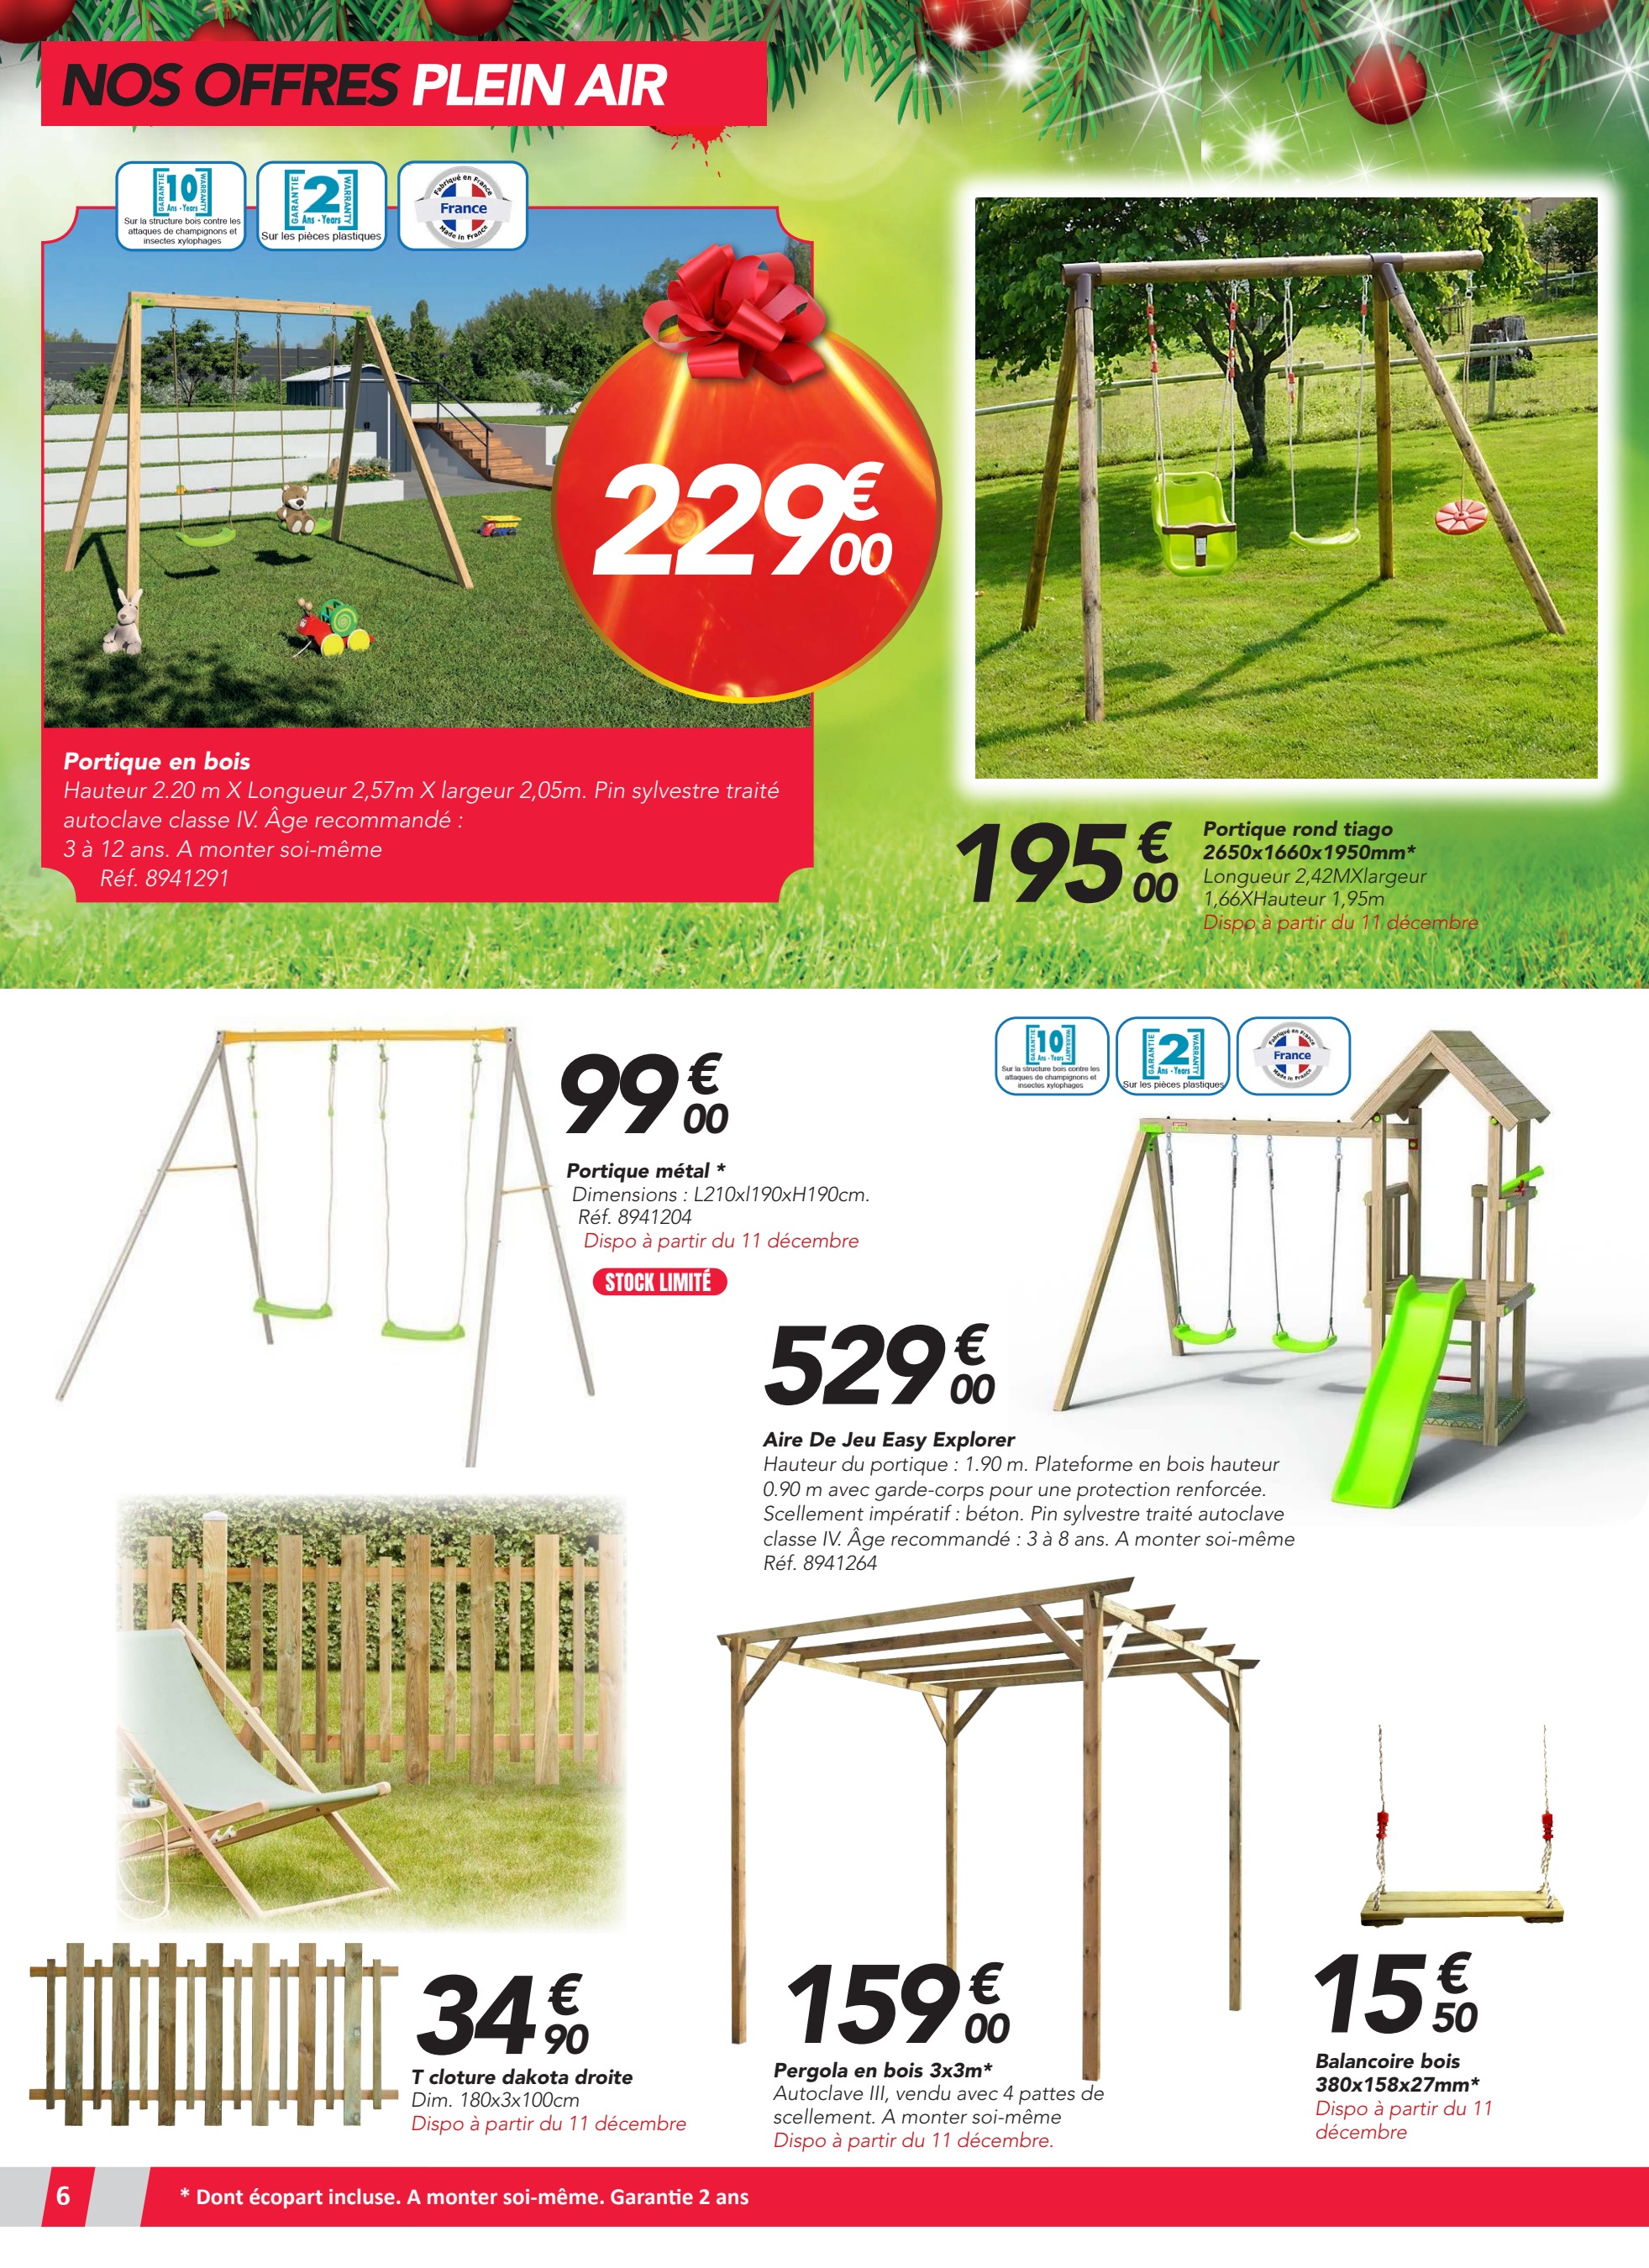 NOS OFFRES PLEIN AIR
GARANTIE 10 Ans - Years WARRANTY
Sur la structure bois contre les
attaques de champignons et
insectes xylophages
GARANTIE 2 Ans - Years WARRANTY
Sur les pièces plastiques
Fabriqué en France
France
Made in France
229€00
Portique en bois
Hauteur 2.20 m X Longueur 2,57m X largeur 2,05m. Pin sylvestre traité
autoclave classe IV. Âge recommandé :
3 à 12 ans. A monter soi-même
Réf. 8941291
195€00
Portique rond tiago
2650x1660x1950mm*
Longueur 2,42MXlargeur
1,66XHauteur 1,95m
Dispo à partir du 11 décembre
99€00
Portique métal *
Dimensions : L210xl190xH190cm.
Réf. 8941204
Dispo à partir du 11 décembre
STOCK LIMITÉ
GARANTIE 10 Ans - Years WARRANTY
Sur la structure bois contre les
attaques de champignons et
insectes xylophages
GARANTIE 2 Ans - Years WARRANTY
Sur les pièces plastiques
Fabriqué en France
France
Made in France
529€00
Aire De Jeu Easy Explorer
Hauteur du portique : 1.90 m. Plateforme en bois hauteur
0.90 m avec garde-corps pour une protection renforcée.
Scellement impératif : béton. Pin sylvestre traité autoclave
classe IV. Âge recommandé : 3 à 8 ans. A monter soi-même
Réf. 8941264
34€90
T cloture dakota droite
Dim. 180x3x100cm
Dispo à partir du 11 décembre
159€00
Pergola en bois 3x3m*
Autoclave III, vendu avec 4 pattes de
scellement. A monter soi-même
Dispo à partir du 11 décembre.
15€50
Balancoire bois
380x158x27mm*
Dispo à partir du 11
décembre
6
* Dont écopart incluse. A monter soi-même. Garantie 2 ans